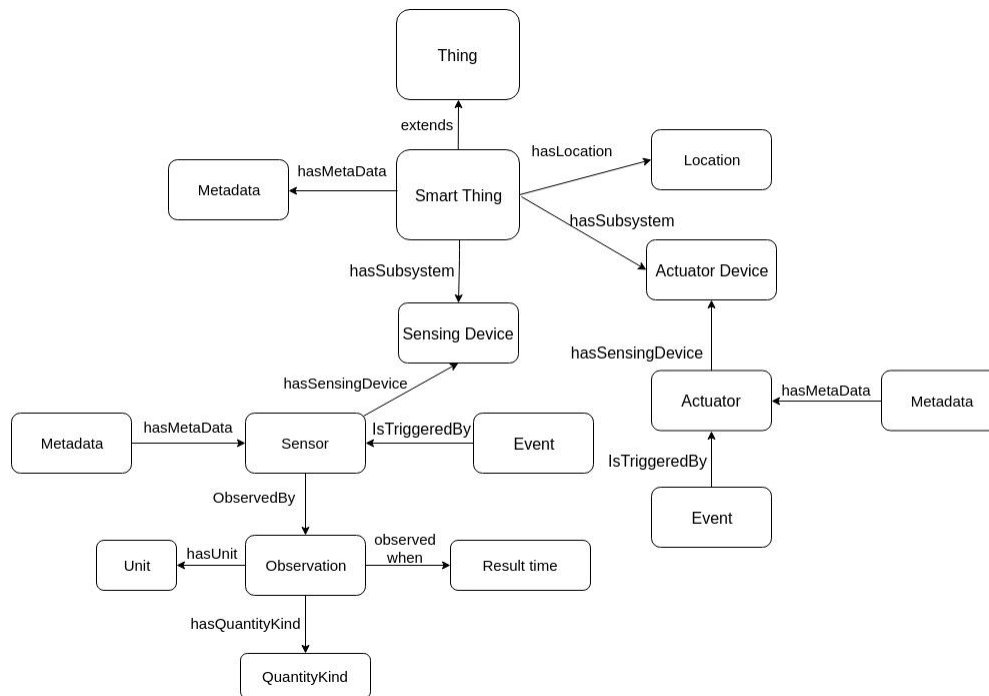 Thing
extends
hasLocation
Location
hasMetaData
Metadata
Smart Thing
hasSubsystem
hasSubsystem
Actuator Device
Sensing Device
hasSensingDevice
hasSensingDevice
hasMetaData
Actuator
Metadata
Metadata
hasMetaData
Sensor
IsTriggeredBy
Event
IsTriggeredBy
ObservedBy
Event
Unit
hasUnit
Observation
observed
when
Result time
hasQuantityKind
QuantityKind